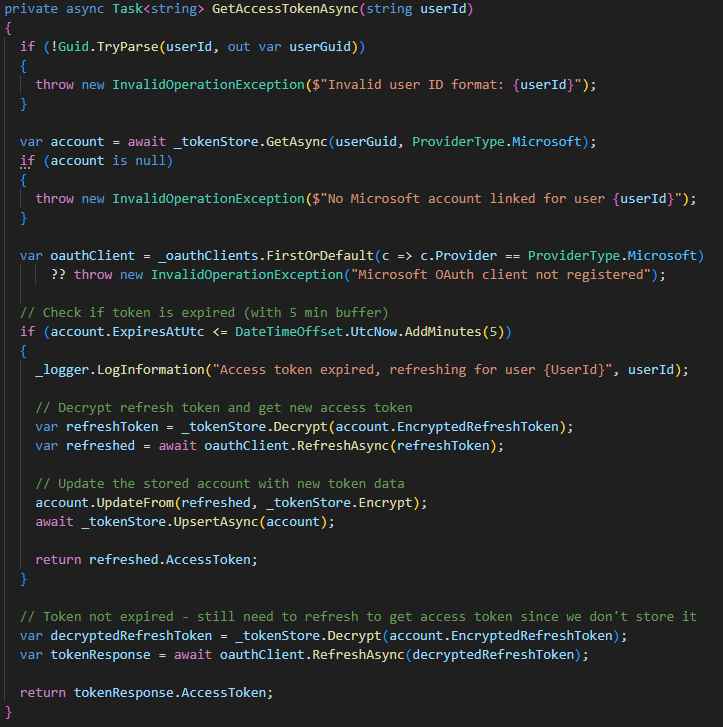 private async Task<string> GetAccessTokenAsync(string userId)
{
if (!Guid.TryParse(userId, out var userGuid))
{
throw new InvalidOperationException($"Invalid user ID format: {userId}");
}
var account = await _tokenStore.GetAsync(userGuid, ProviderType.Microsoft);
if (account is null)
{
throw new InvalidOperationException($"No Microsoft account linked for user {userId}");
}
var oauthClient = _oauthClients.FirstOrDefault(c => c.Provider == ProviderType.Microsoft)
?? throw new InvalidOperationException("Microsoft OAuth client not registered");
// Check if token is expired (with 5 min buffer)
if (account.ExpiresAtUtc <= DateTimeOffset.UtcNow.AddMinutes(5))
{
_logger.LogInformation("Access token expired, refreshing for user {UserId}", userId);
// Decrypt refresh token and get new access token
var refreshToken = _tokenStore.Decrypt(account.EncryptedRefreshToken);
var refreshed = await oauthClient.RefreshAsync(refreshToken);
// Update the stored account with new token data
account.UpdateFrom(refreshed, _tokenStore.Encrypt);
await _tokenStore.UpsertAsync(account);
return refreshed.AccessToken;
}
// Token not expired - still need to refresh to get access token since we don't store it
var decryptedRefreshToken = _tokenStore.Decrypt(account.EncryptedRefreshToken);
var tokenResponse = await oauthClient.RefreshAsync(decryptedRefreshToken);
return tokenResponse.AccessToken;
}